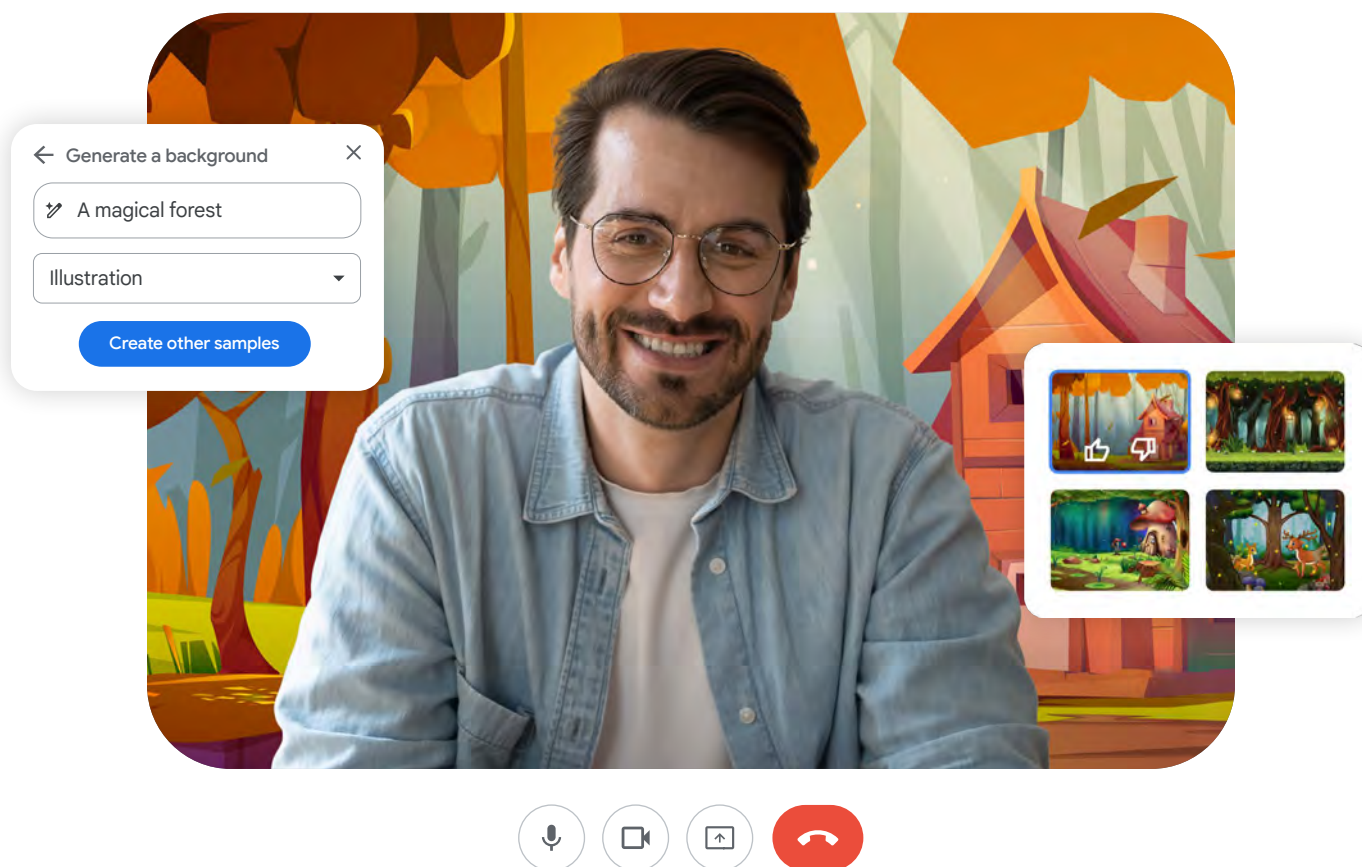 Generate a background
A magical forest
Illustration
Create other samples